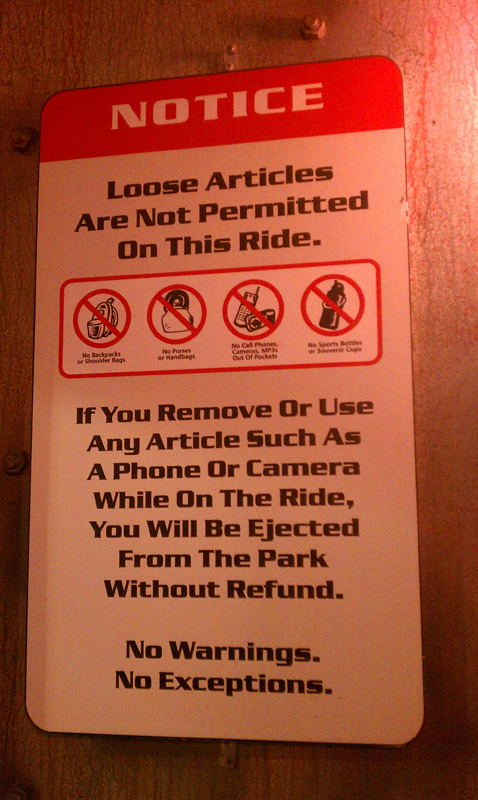 NOTICE
Loose Articles
Are Not Permitted
On This Ride.
No Backpacks
or Shoulder Bags
No Purses
or Handbags
No Cell Phones,
Cameras, MP3s
Out Of Pockets
No Sports Bottles
or Souvenir Cups
If You Remove Or Use
Any Article Such As
A Phone Or Camera
While On The Ride,
You Will Be Ejected
From The Park
Without Refund.
No Warnings.
No Exceptions.